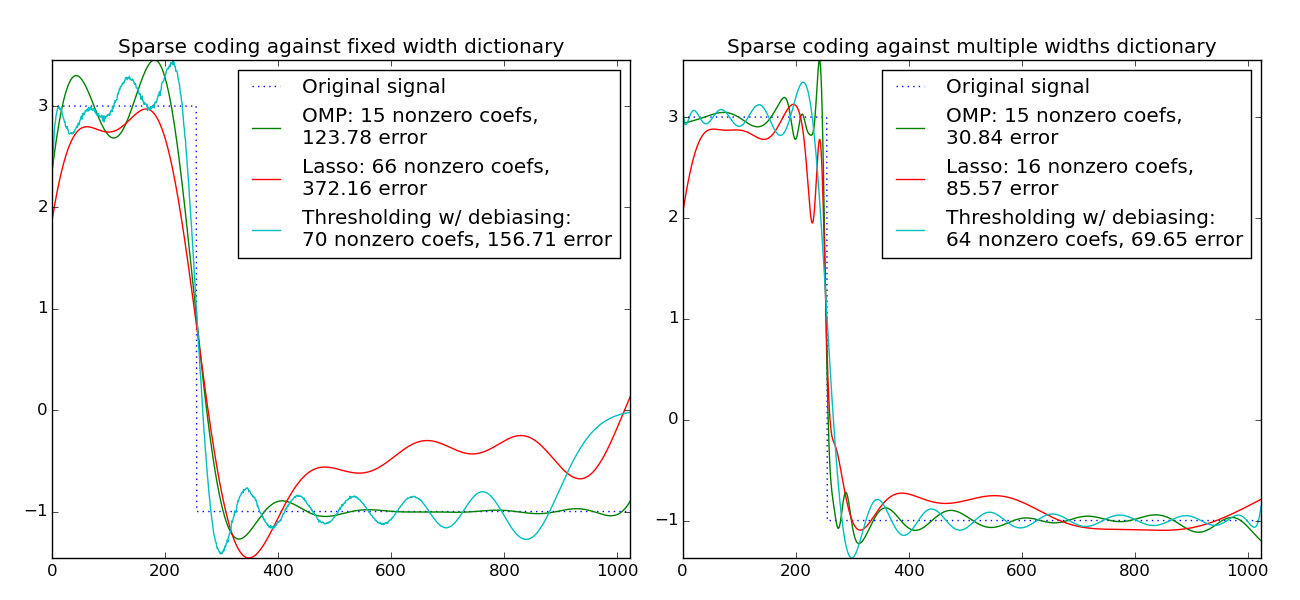 Sparse coding against fixed width dictionary
Original signal
OMP: 15 nonzero coefs,
123.78 error
Lasso: 66 nonzero coefs,
372.16 error
Thresholding w/ debiasing:
70 nonzero coefs, 156.71 error
3
2
1
0
−1
0
200
400
600
800
1000
Sparse coding against multiple widths dictionary
Original signal
OMP: 15 nonzero coefs,
30.84 error
Lasso: 16 nonzero coefs,
85.57 error
Thresholding w/ debiasing:
64 nonzero coefs, 69.65 error
3
2
1
0
−1
0
200
400
600
800
1000